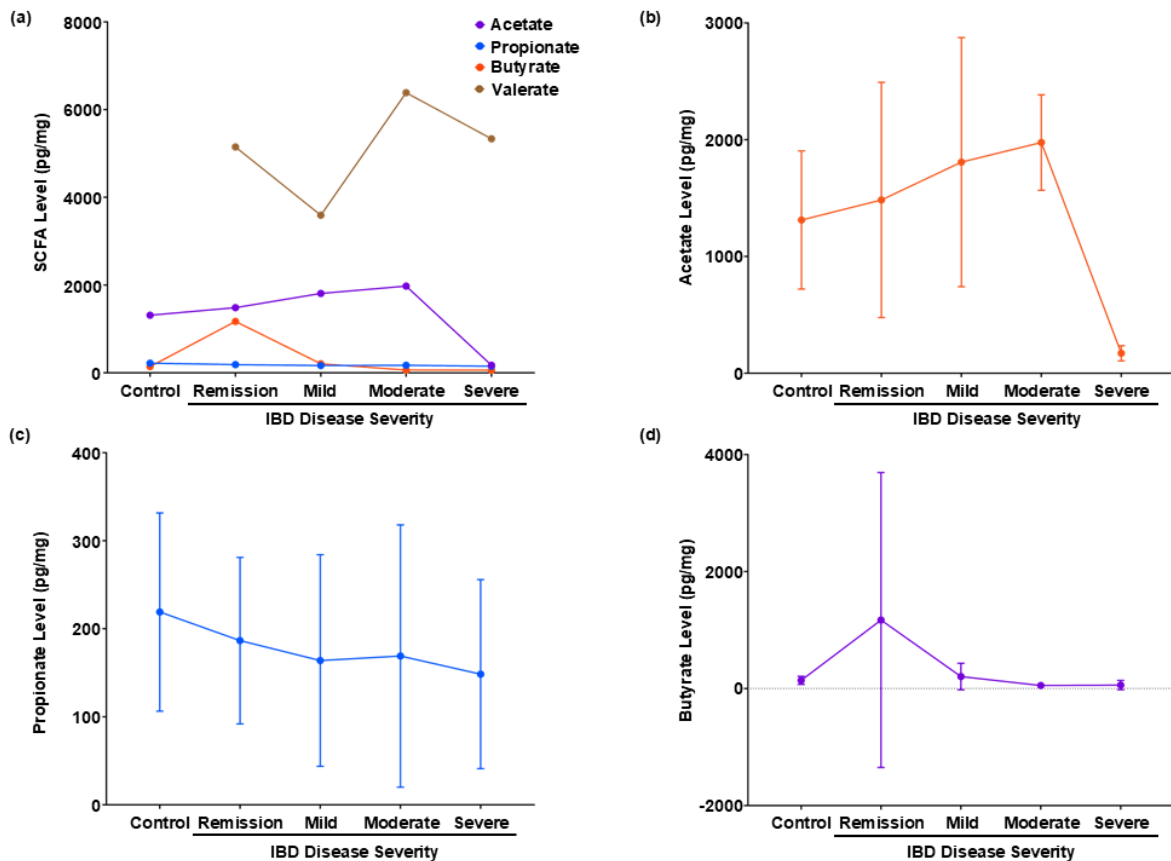 (a)
SCFA Level (pg/mg)
8000
6000
4000
2000
0
Acetate
Propionate
Butyrate
Valerate
Control Remission Mild Moderate Severe
IBD Disease Severity
(b)
Acetate Level (pg/mg)
3000
2000
1000
0
Control Remission Mild Moderate Severe
IBD Disease Severity
(c)
Propionate Level (pg/mg)
400
300
200
100
0
Control Remission Mild Moderate Severe
IBD Disease Severity
(d)
Butyrate Level (pg/mg)
4000
2000
0
-2000
Control Remission Mild Moderate Severe
IBD Disease Severity